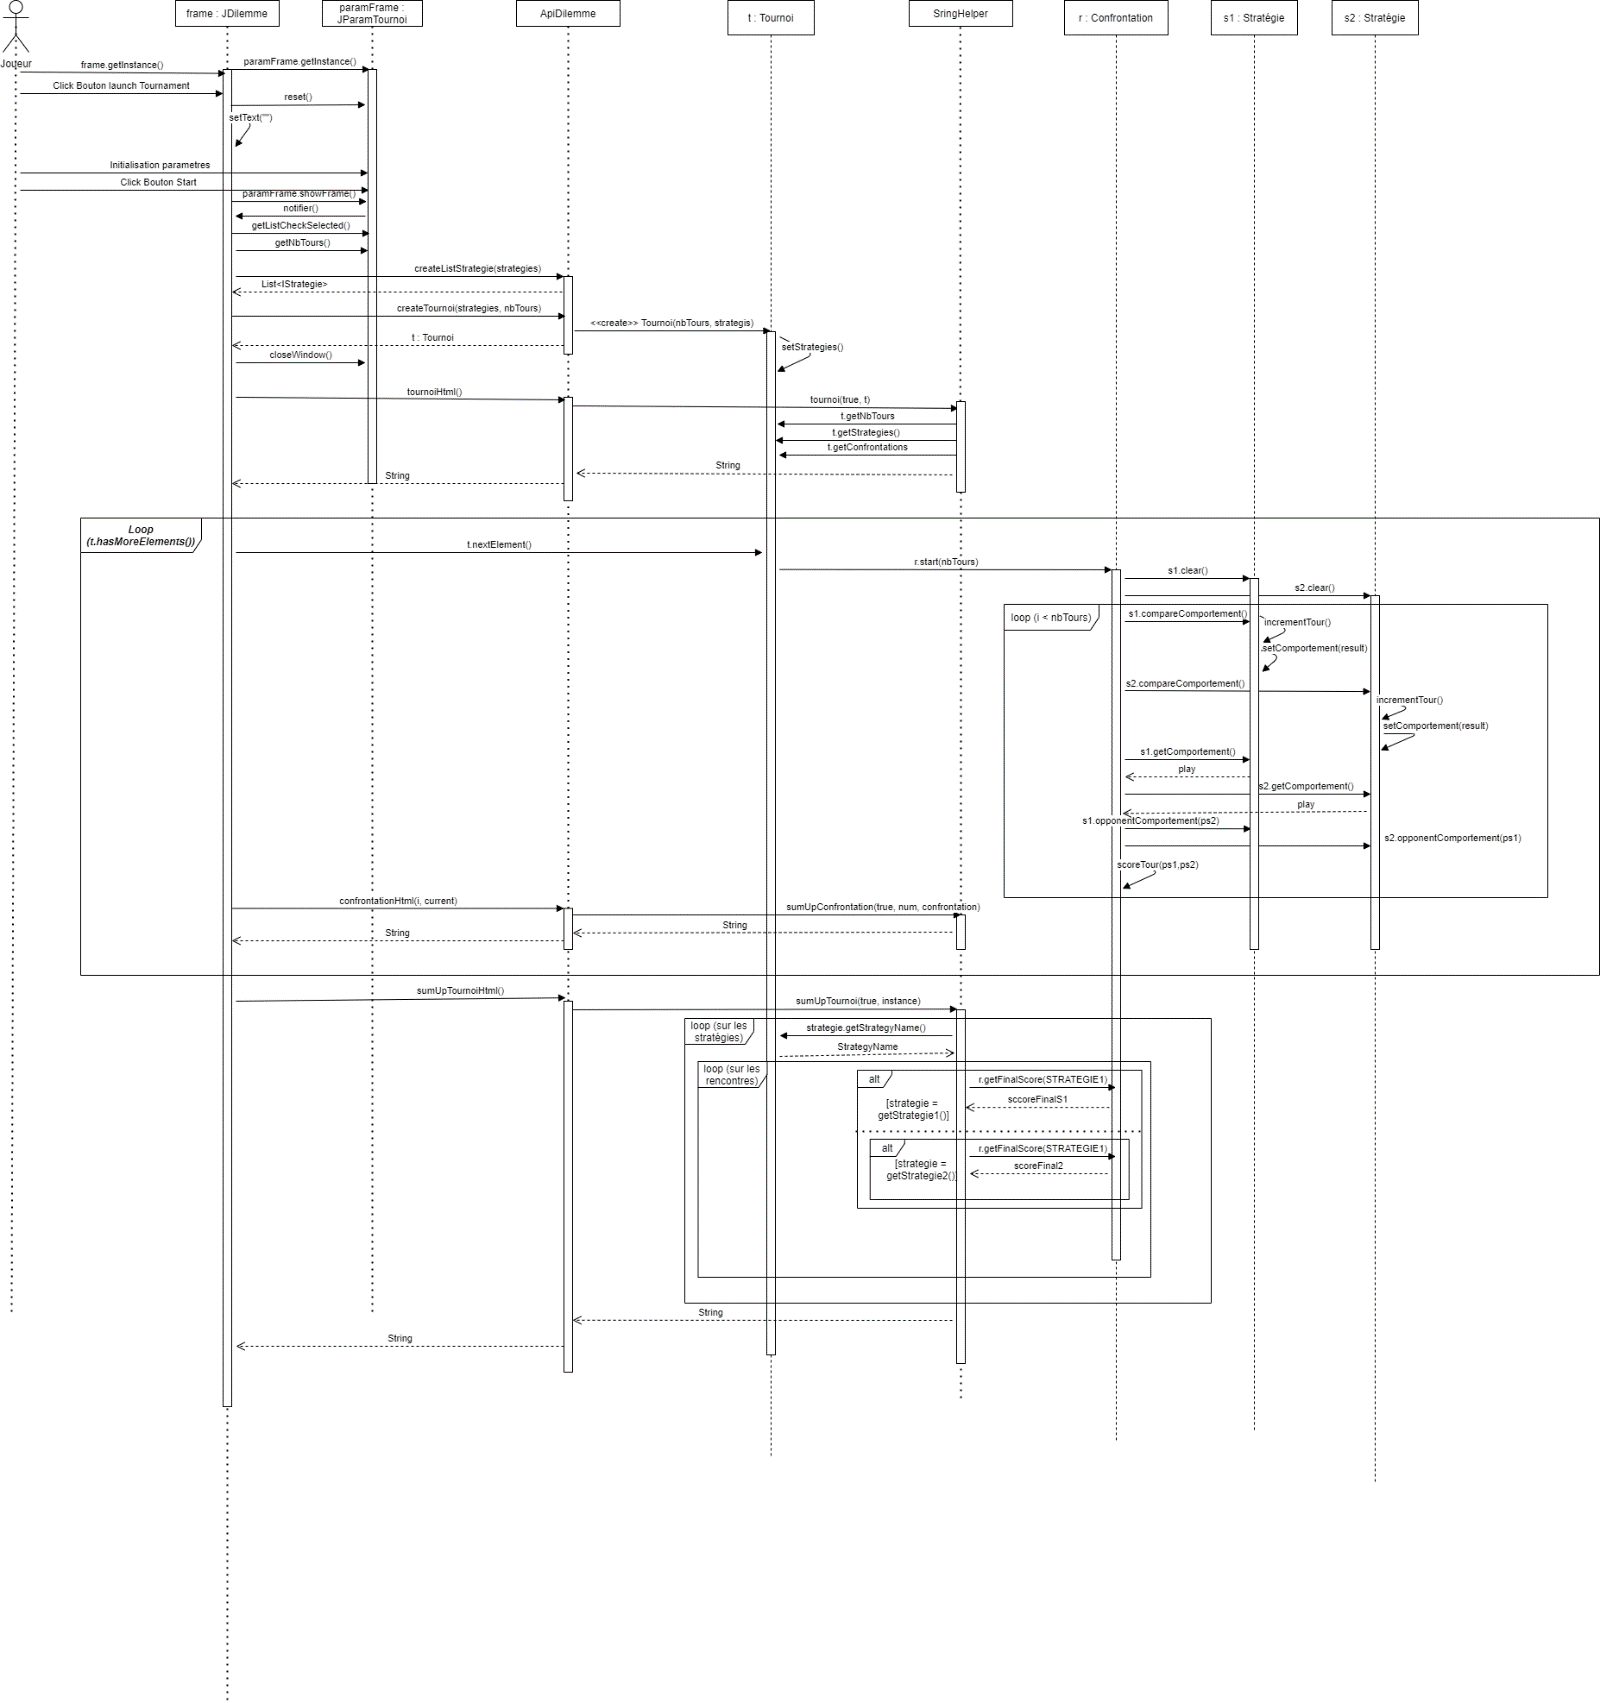 Joueur
frame : JDilemme
paramFrame :
JParamTournoi
ApiDilemme
t : Tournoi
SringHelper
r : Confrontation
s1 : Stratégie
s2 : Stratégie
frame.getInstance()
paramFrame.getInstance()
Click Bouton launch Tournament
reset()
setText("")
Initialisation parametres
Click Bouton Start
paramFrame.showFrame()
notifier()
getListCheckSelected()
getNbTours()
createListStrategie(strategies)
List<IStrategie>
createTournoi(strategies, nbTours)
<<create>> Tournoi(nbTours, strategis)
t : Tournoi
setStrategies()
closeWindow()
tournoiHtml()
tournoi(true, t)
t.getNbTours
t.getStrategies()
t.getConfrontations
String
String
Loop
(t.hasMoreElements())
t.nextElement()
r.start(nbTours)
s1.clear()
s2.clear()
loop (i < nbTours)
s1.compareComportement()
incrementTour()
setComportement(result)
s2.compareComportement()
incrementTour()
setComportement(result)
s1.getComportement()
play
s2.getComportement()
play
s1.opponentComportement(ps2)
s2.opponentComportement(ps1)
scoreTour(ps1,ps2)
confrontationHtml(i, current)
sumUpConfrontation(true, num, confrontation)
String
String
sumUpTournoiHtml()
sumUpTournoi(true, instance)
loop (sur les
stratègies)
strategie.getStrategyName()
StrategyName
loop (sur les
rencontres)
alt
r.getFinalScore(STRATEGIE1)
[strategie =
getStrategie1()]
sccoreFinalS1
alt
r.getFinalScore(STRATEGIE1)
[strategie =
getStrategie2()]
scoreFinal2
String
String